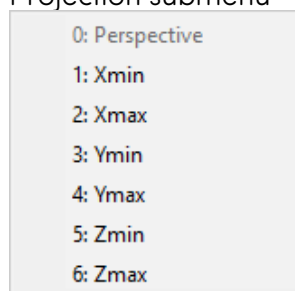 Projection submenu
0: Perspective
1: Xmin
2: Xmax
3: Ymin
4: Ymax
5: Zmin
6: Zmax